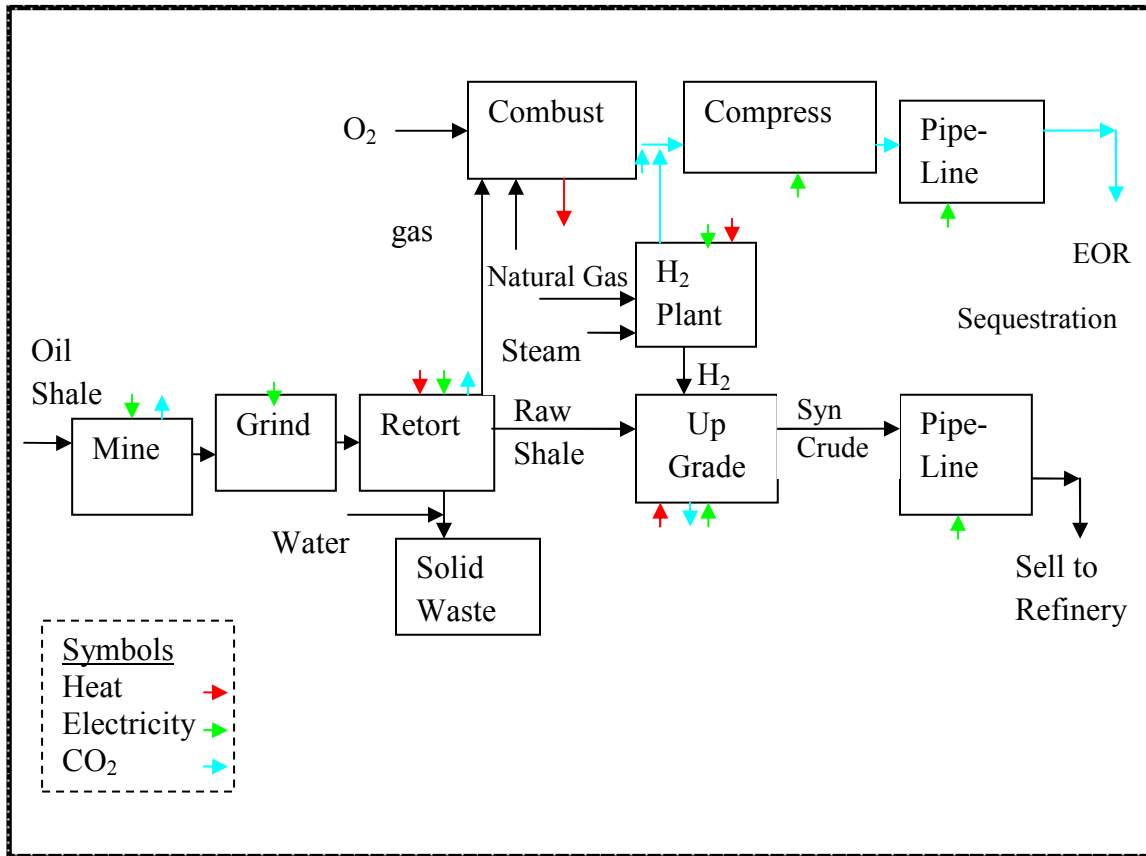 Combust
Compress
Pipe-
Line
O₂
gas
EOR
Natural Gas
H₂
Plant
Sequestration
Steam
H₂
Oil
Shale
Mine
Grind
Retort
Raw
Shale
Up
Grade
Syn
Crude
Pipe-
Line
Water
Solid
Waste
Sell to
Refinery
Symbols
Heat
Electricity
CO₂